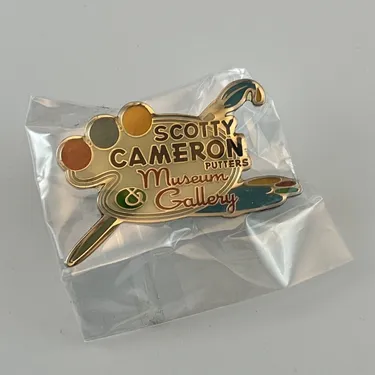 SCOTTY
CAMERON
PUTTERS
Museum
& Gallery